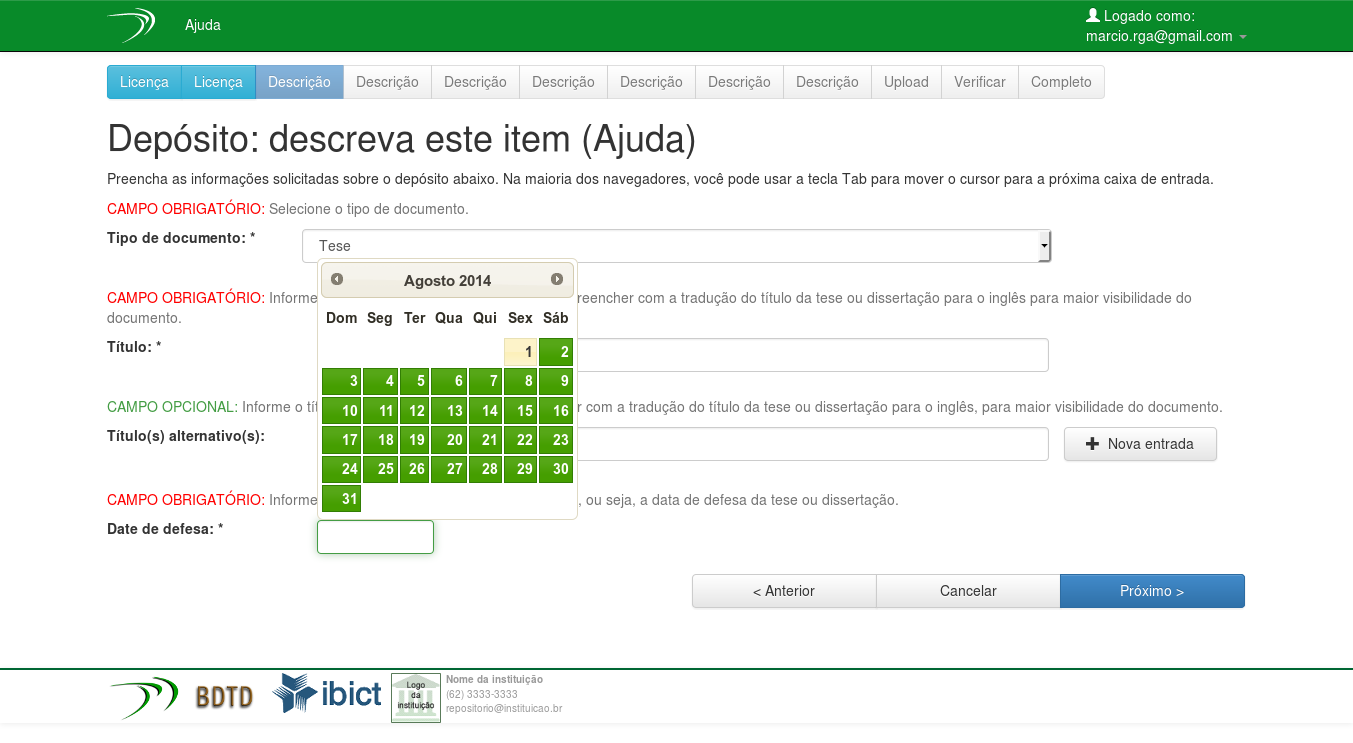 Ajuda
Logado como:
marcio.rga@gmail.com
Licença Licença Descrição Descrição Descrição Descrição Descrição Descrição Descrição Upload Verificar Completo
Depósito: descreva este item (Ajuda)
Preencha as informações solicitadas sobre o depósito abaixo. Na maioria dos navegadores, você pode usar a tecla Tab para mover o cursor para a próxima caixa de entrada.
CAMPO OBRIGATÓRIO: Selecione o tipo de documento.
Tipo de documento: * Tese
CAMPO OBRIGATÓRIO: Informe reencher com a tradução do título da tese ou dissertação para o inglês para maior visibilidade do
documento.
Título: *
CAMPO OPCIONAL: Informe o tít r com a tradução do título da tese ou dissertação para o inglês, para maior visibilidade do documento.
Título(s) alternativo(s): Nova entrada
CAMPO OBRIGATÓRIO: Informe , ou seja, a data de defesa da tese ou dissertação.
Date de defesa: *
Agosto 2014
Dom Seg Ter Qua Qui Sex Sáb
1 2
3 4 5 6 7 8 9
10 11 12 13 14 15 16
17 18 19 20 21 22 23
24 25 26 27 28 29 30
31
< Anterior Cancelar Próximo >
BDTD
ibict
Logo
da
instituição
Nome da instituição
(62) 3333-3333
repositorio@instituicao.br